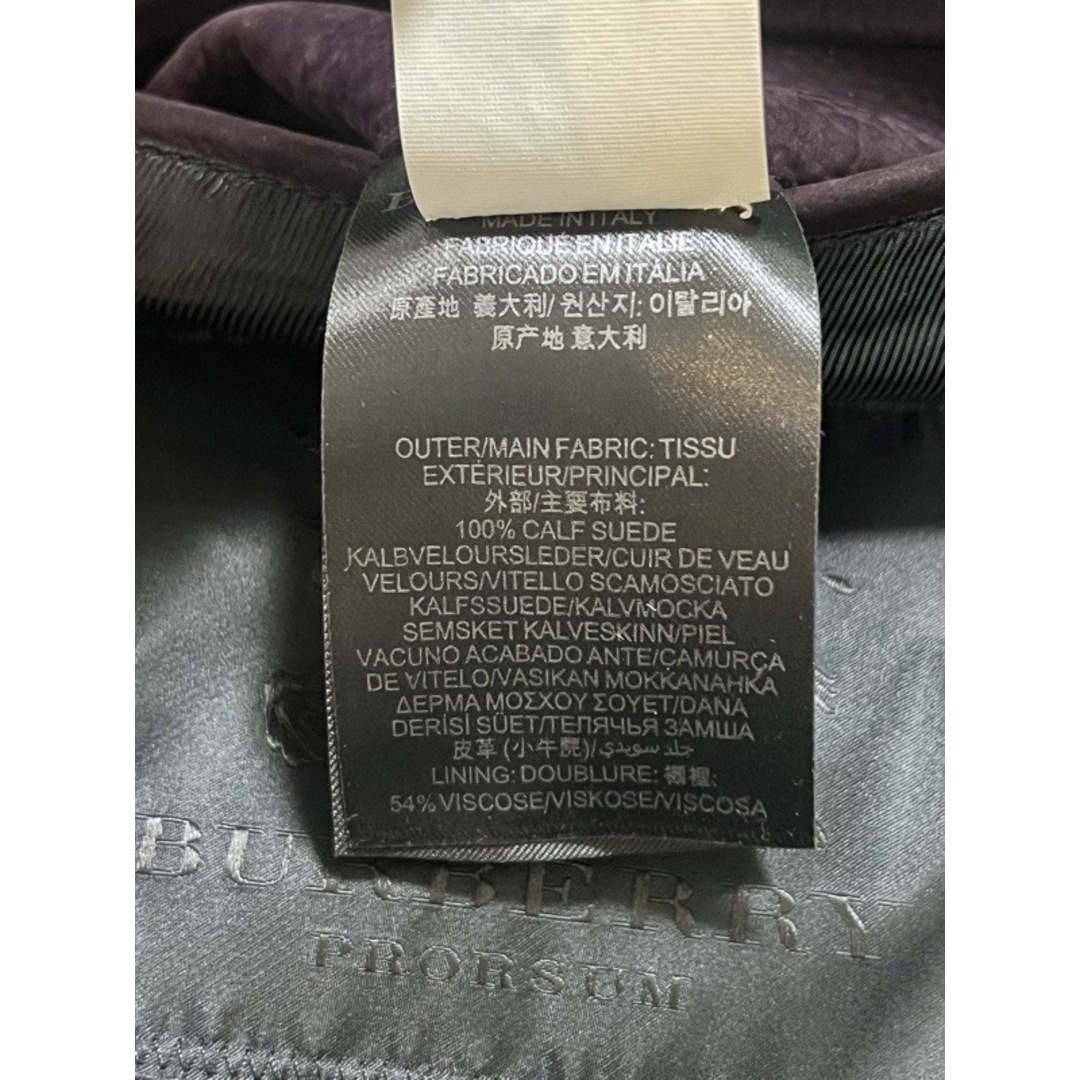 MADE IN ITALY
FABRIQUÉ EN ITALIE
FABRICADO EM ITÁLIA
原產地 義大利/ 원산지: 이탈리아
原产地 意大利
OUTER/MAIN FABRIC: TISSU
EXTÉRIEUR/PRINCIPAL:
外部/主要布料:
100% CALF SUEDE
KALBVELOURSLEDER/CUIR DE VEAU
VELOURS/VITELLO SCAMOSCIATO
KALFSSUEDE/KALVMOCKA
SEMSKET KALVESKINN/PIEL
VACUNO ACABADO ANTE/CAMURÇA
DE VITELO/VASIKAN MOKKANAHKA
ΔΕΡΜΑ ΜΟΣΧΟΥ ΣΟΥΕΤ/DANA
DERİSİ SÜET/ТЕЛЯЧЬЯ ЗАМША
皮革 (小牛麂)/جلد سويدي
LINING: DOUBLURE: 襯裡:
54% VISCOSE/VISKOSE/VISCOSA
BURBERRY
PRORSUM